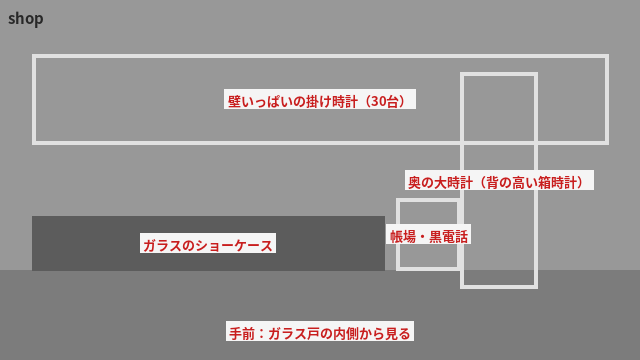 shop
壁いっぱいの掛け時計（30台）
奥の大時計（背の高い箱時計）
帳場・黒電話
ガラスのショーケース
手前：ガラス戸の内側から見る